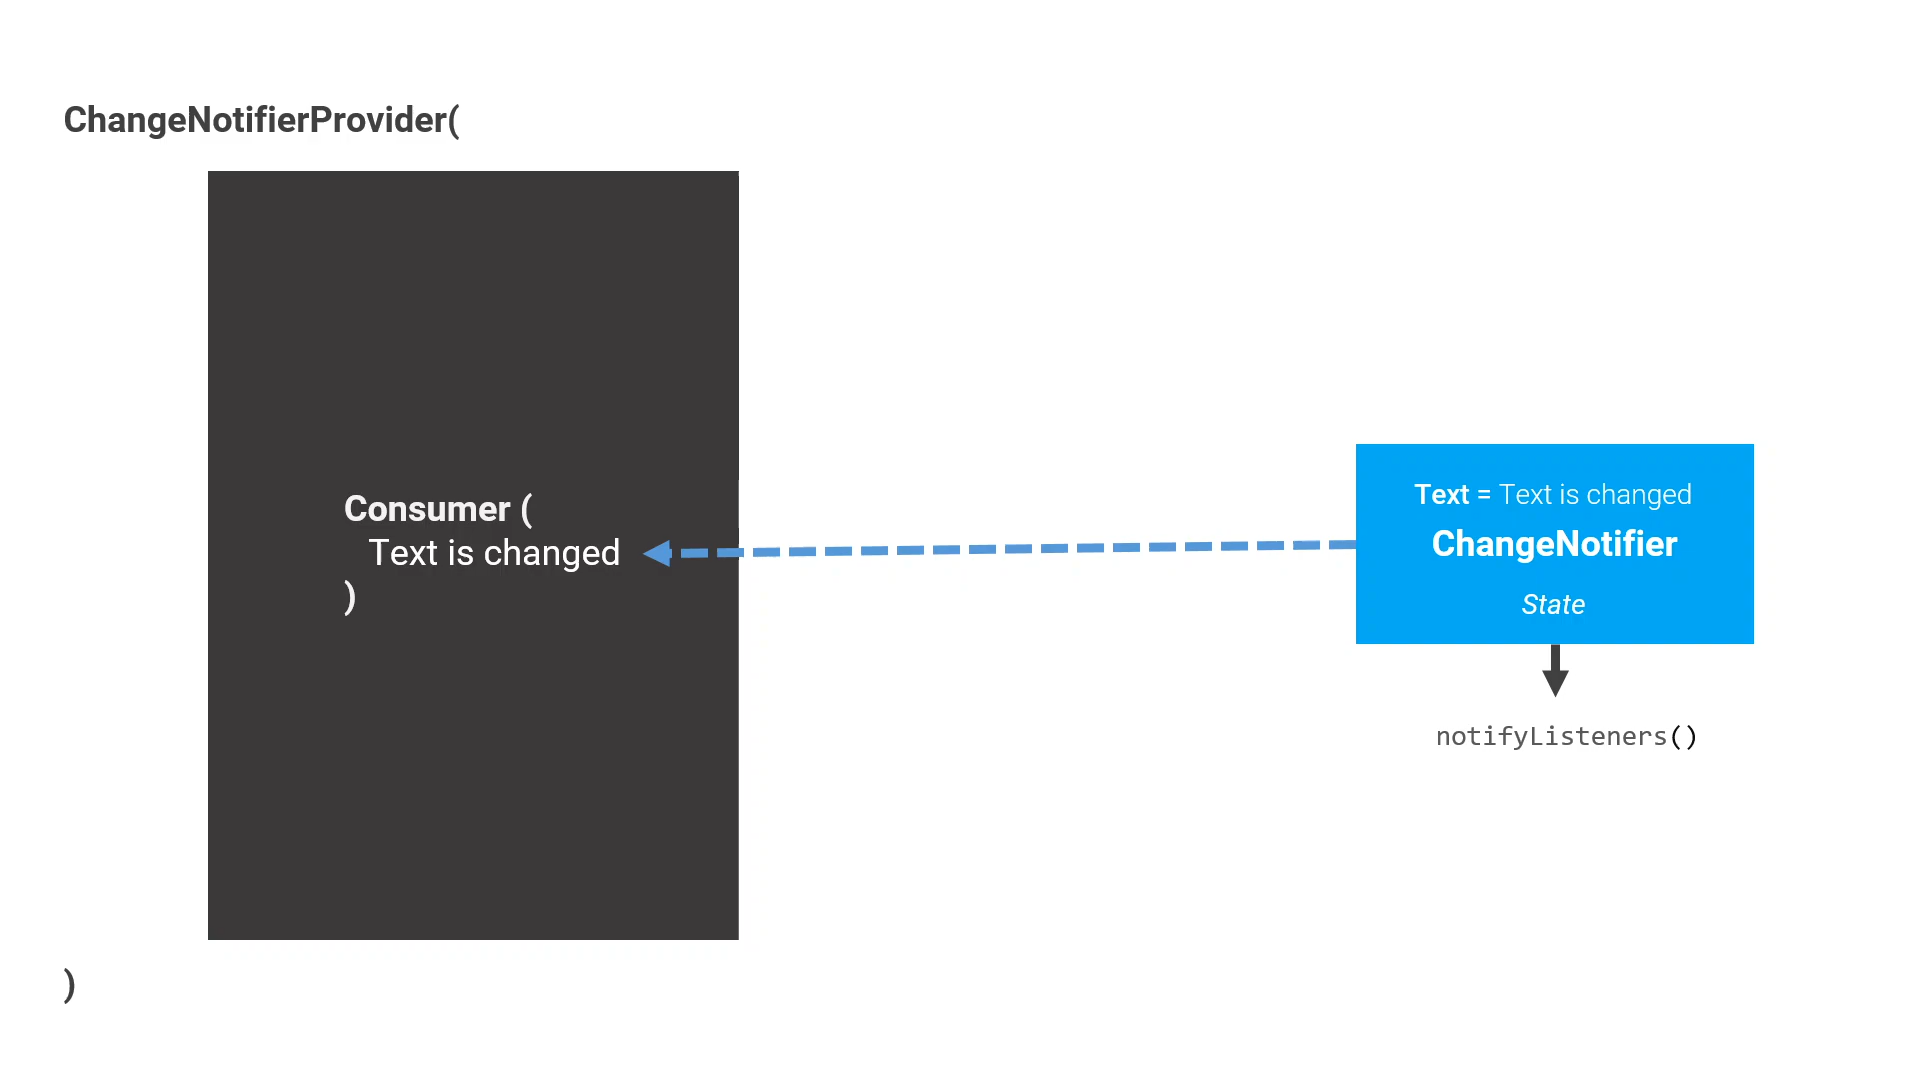 ChangeNotifierProvider(
Consumer (
Text is changed
)
Text = Text is changed
ChangeNotifier
State
notifyListeners()
)